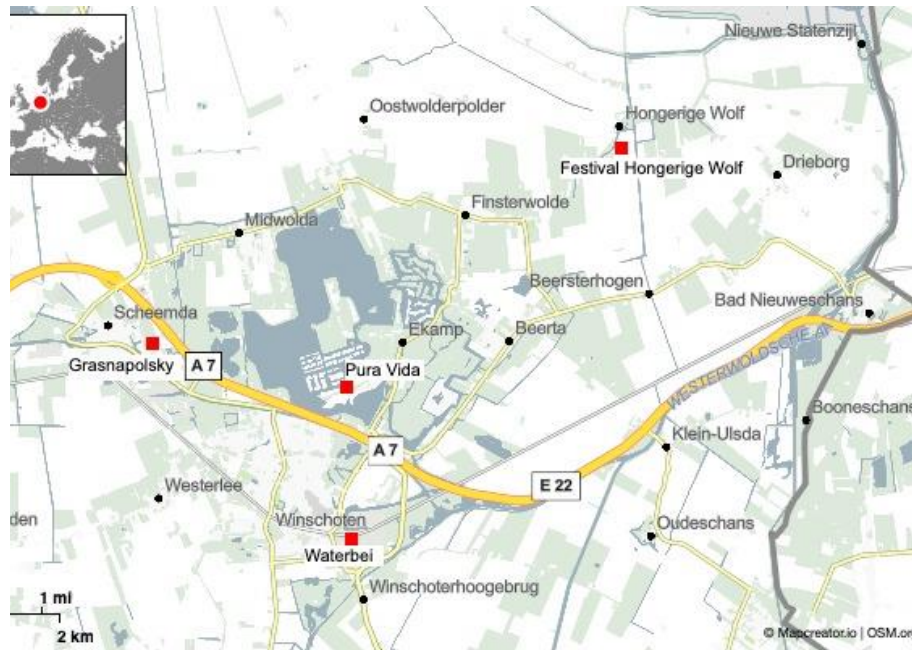 Nieuwe Statenzijl
Oostwolderpolder
Hongerige Wolf
Festival Hongerige Wolf
Drieborg
Finsterwolde
Midwolda
Beersterhogen
Bad Nieuweschans
Scheemda
Ekamp
Beerta
Grasnapolsky
A 7
Pura Vida
WESTERWOLDSCHE A
Booneschans
A 7
Klein-Ulsda
E 22
Westerlee
den
Winschoten
Oudeschans
Waterbei
Winschoterhoogebrug
1 mi
2 km
© Mapcreator.io | OSM.or